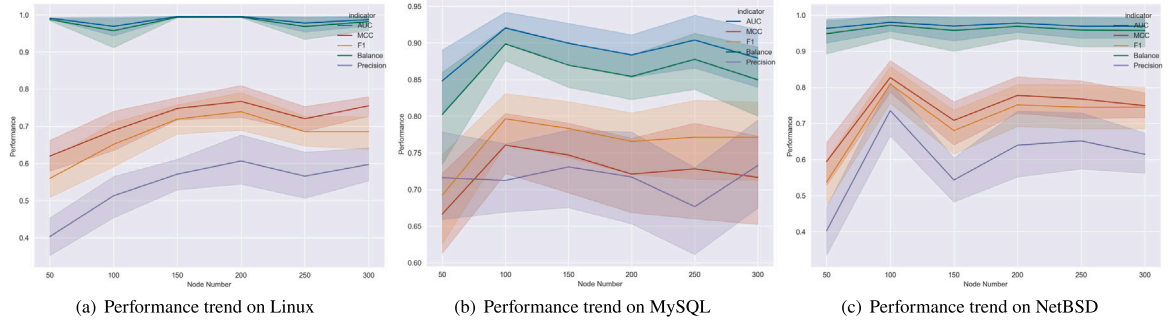 1.0
0.9
0.8
0.7
0.6
0.5
0.4
Performance
50
100
150
200
250
300
Node Number
indicator
AUC
MCC
F1
Balance
Precision
(a) Performance trend on Linux
0.95
0.90
0.85
0.80
0.75
0.70
0.65
0.60
Performance
50
100
150
200
250
300
Node Number
indicator
AUC
MCC
F1
Balance
Precision
(b) Performance trend on MySQL
1.0
0.9
0.8
0.7
0.6
0.5
0.4
Performance
50
100
150
200
250
300
Node Number
indicator
AUC
MCC
F1
Balance
Precision
(c) Performance trend on NetBSD